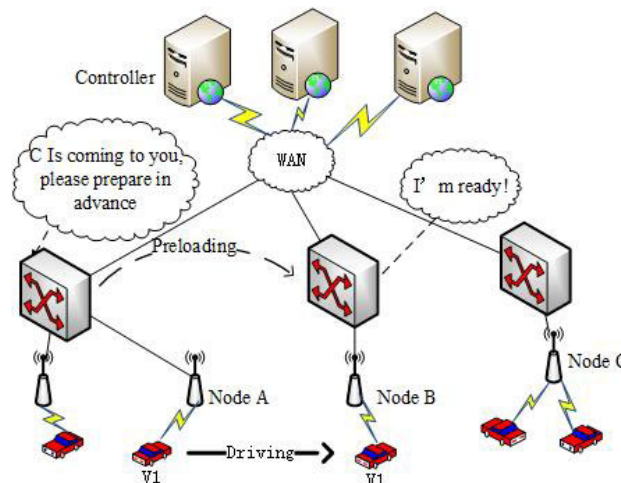 Controller
WAN
C Is coming to you,
please prepare in
advance
I’m ready!
Preloading
Node A
Node B
Node C
V1
Driving
V1